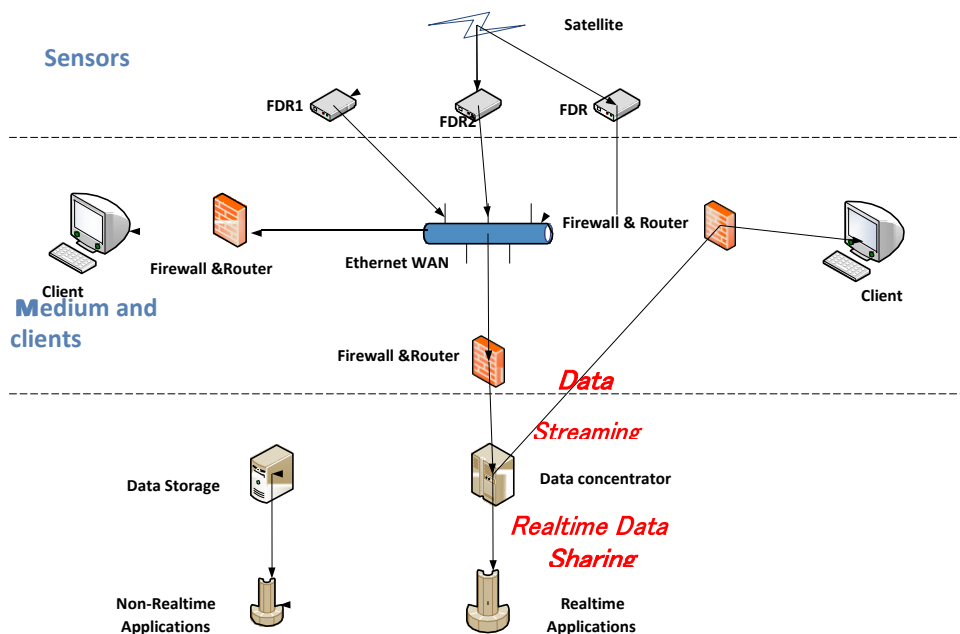 Satellite
Sensors
FDR1
FDR2
FDR
Firewall & Router
Ethernet WAN
Firewall &Router
Client
Client
Medium and
clients
Firewall &Router
Data
Streaming
Data Storage
Data concentrator
Realtime Data
Sharing
Non-Realtime
Applications
Realtime
Applications